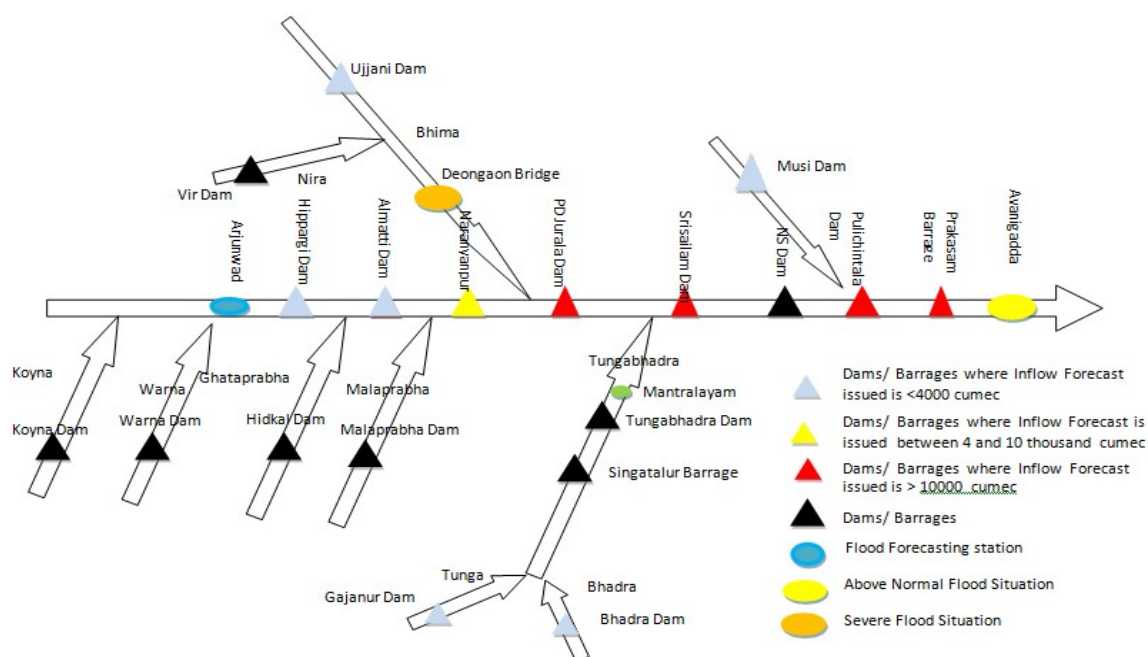 Ujjani Dam
Bhima
Musi Dam
Vir Dam
Nira
Deongaon Bridge
Arjunwad
Hippargi Dam
Almatti Dam
Naranyanpur
PDJurala Dam
Srisailam Dam
NS Dam
Pulichintala
Dam
Prakasam
Barrage
Avanigadda
Koyna
Koyna Dam
Warna
Warna Dam
Ghataprabha
Hidkal Dam
Malaprabha
Malaprabha Dam
Tungabhadra
Mantralayam
Tungabhadra Dam
Singatalur Barrage
Tunga
Gajanur Dam
Bhadra
Bhadra Dam
Dams/ Barrages where Inflow Forecast
issued is <4000 cumec
Dams/ Barrages where Inflow Forecast is
issued between 4 and 10 thousand cumec
Dams/ Barrages where Inflow Forecast
issued is > 10000 cumec
Dams/ Barrages
Flood Forecasting station
Above Normal Flood Situation
Severe Flood Situation